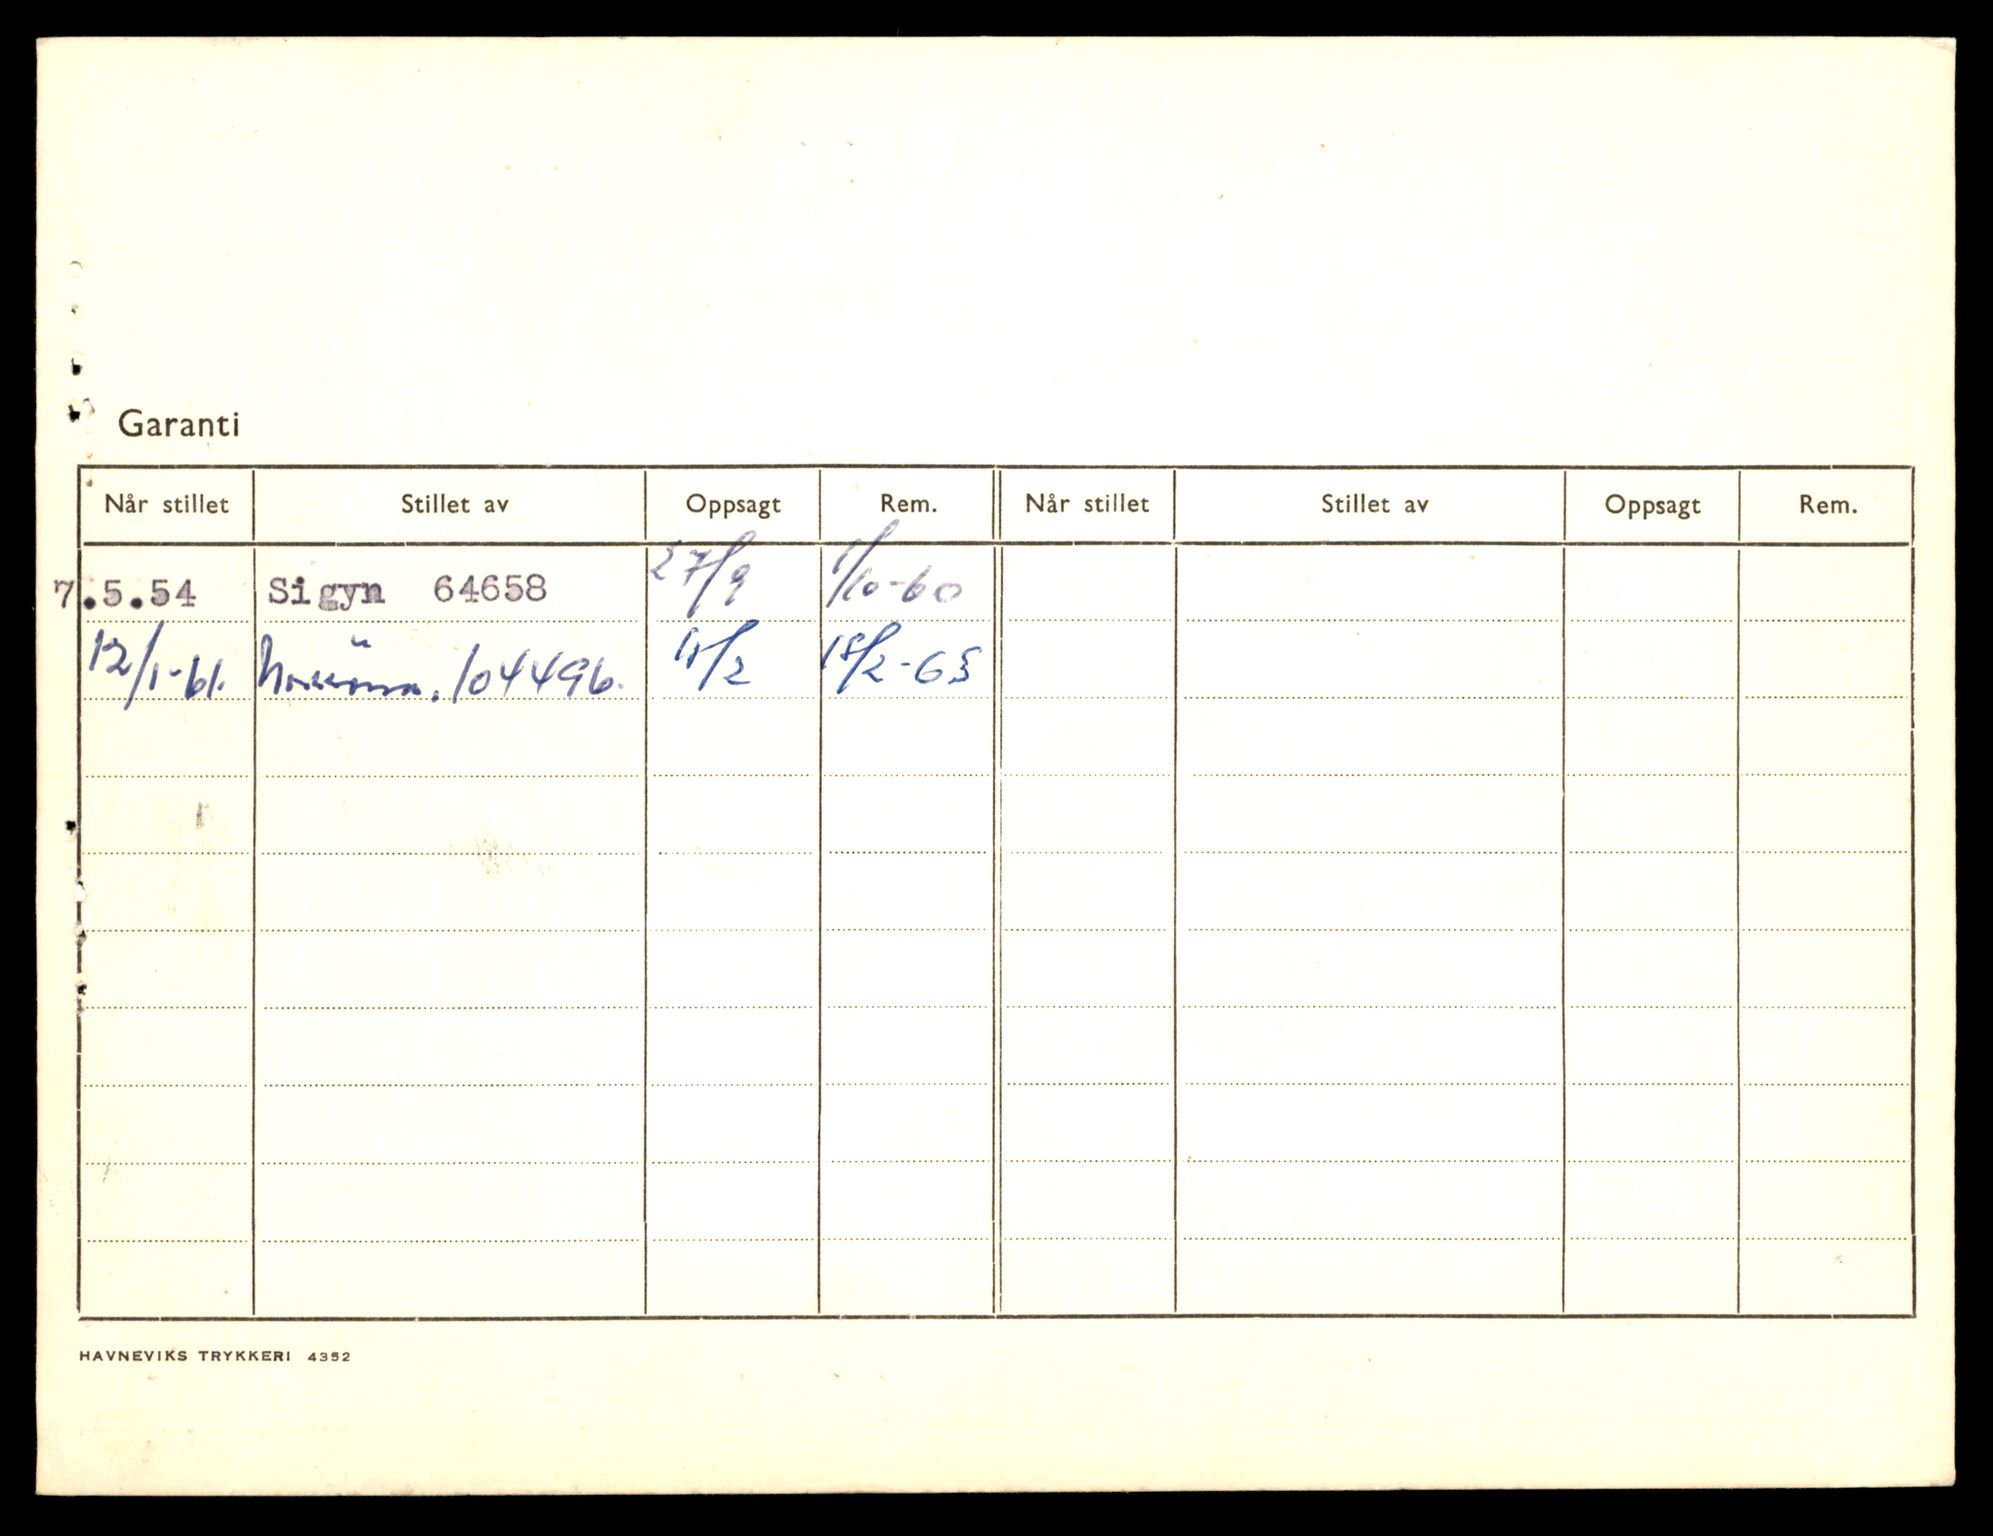 Garanti
Når stillet Stillet av Oppsagt Rem. Når stillet Stillet av Oppsagt Rem.
7.5.54 Sigyn 64658 27/9 1/10-60
12/1-61. 104496. 18/2-63
HAVNEVIKS TRYKKERI 4352